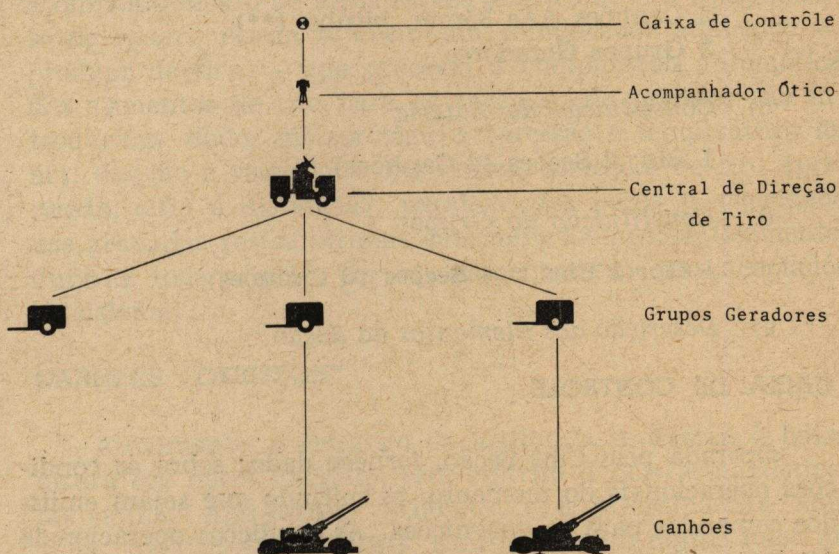 Caixa de Contrôle
Acompanhador Ótico
Central de Direção
de Tiro
Grupos Geradores
Canhões